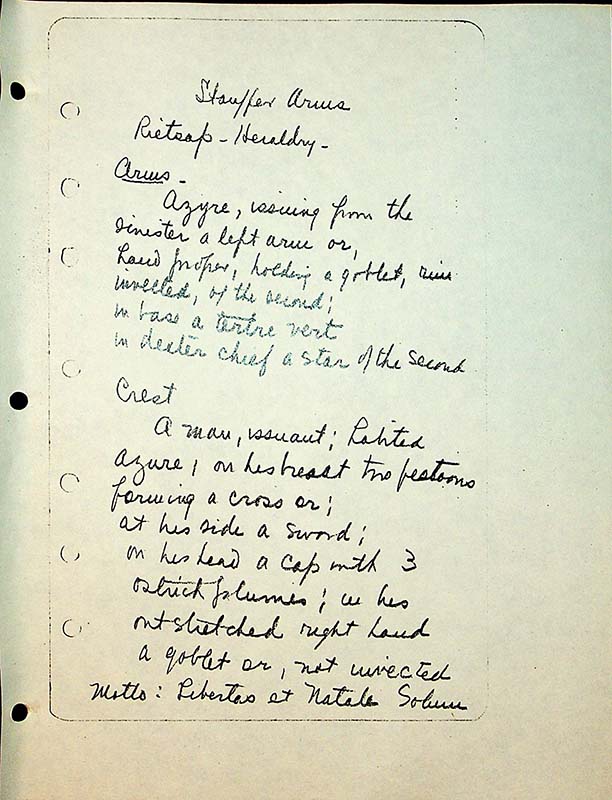 Stauffer Arms
Rietsap - Heraldry -
Arms -
Azyre, issuing from the
sinister a left arm or,
hand proper, holding a goblet, rim
invected, of the second;
in base a tertre vert
in dexter chief a star of the second
Crest
A man, issuant; habited
azure, on his breast two festoons
forming a cross or;
at his side a sword;
on his head a cap with 3
ostrich plumes; in his
outstretched right hand
a goblet or, not invected
Motto: Libertas et Natale Solum